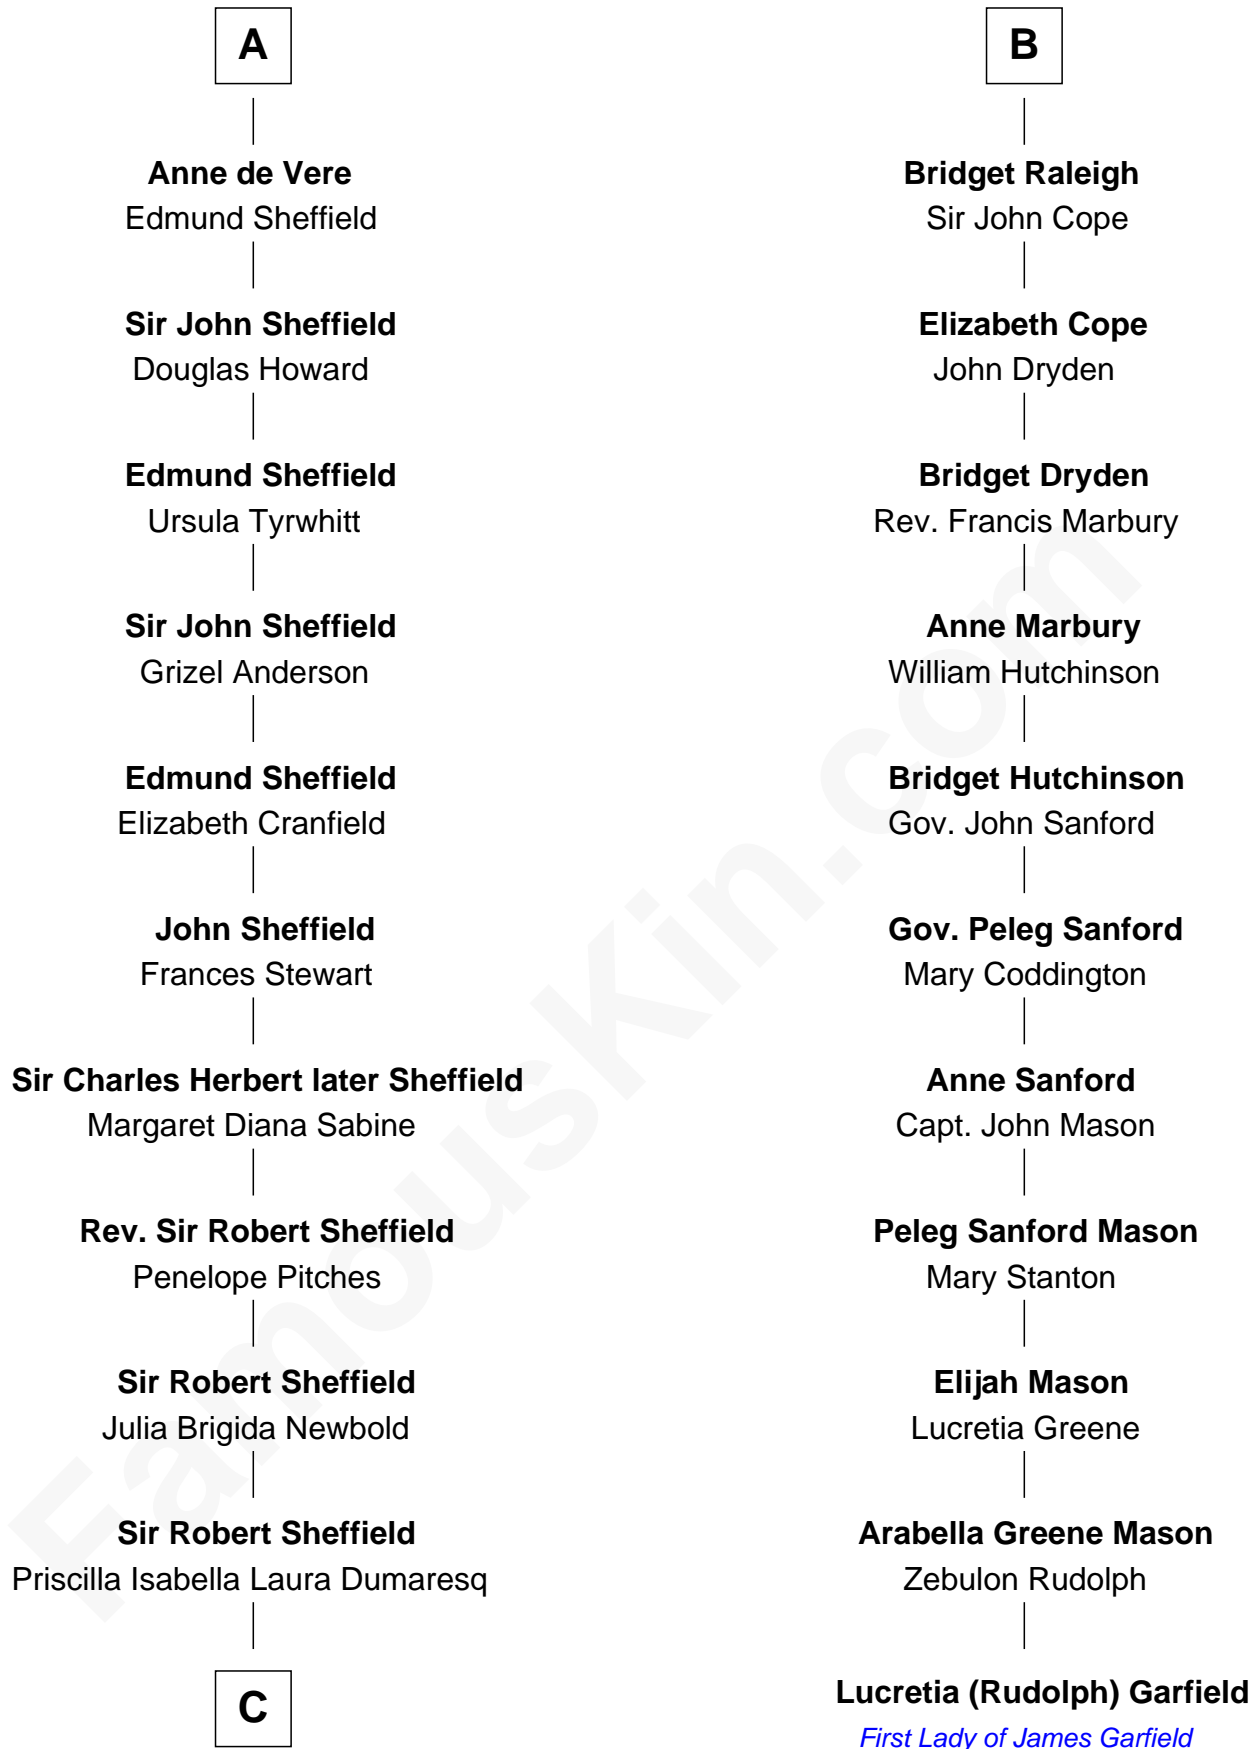 A
Anne de Vere
Edmund Sheffield
Sir John Sheffield
Douglas Howard
Edmund Sheffield
Ursula Tyrwhitt
Sir John Sheffield
Grizel Anderson
Edmund Sheffield
Elizabeth Cranfield
John Sheffield
Frances Stewart
Sir Charles Herbert later Sheffield
Margaret Diana Sabine
Rev. Sir Robert Sheffield
Penelope Pitches
Sir Robert Sheffield
Julia Brigida Newbold
Sir Robert Sheffield
Priscilla Isabella Laura Dumaresq
C
B
Bridget Raleigh
Sir John Cope
Elizabeth Cope
John Dryden
Bridget Dryden
Rev. Francis Marbury
Anne Marbury
William Hutchinson
Bridget Hutchinson
Gov. John Sanford
Gov. Peleg Sanford
Mary Coddington
Anne Sanford
Capt. John Mason
Peleg Sanford Mason
Mary Stanton
Elijah Mason
Lucretia Greene
Arabella Greene Mason
Zebulon Rudolph
Lucretia (Rudolph) Garfield
First Lady of James Garfield
FamousKin.com